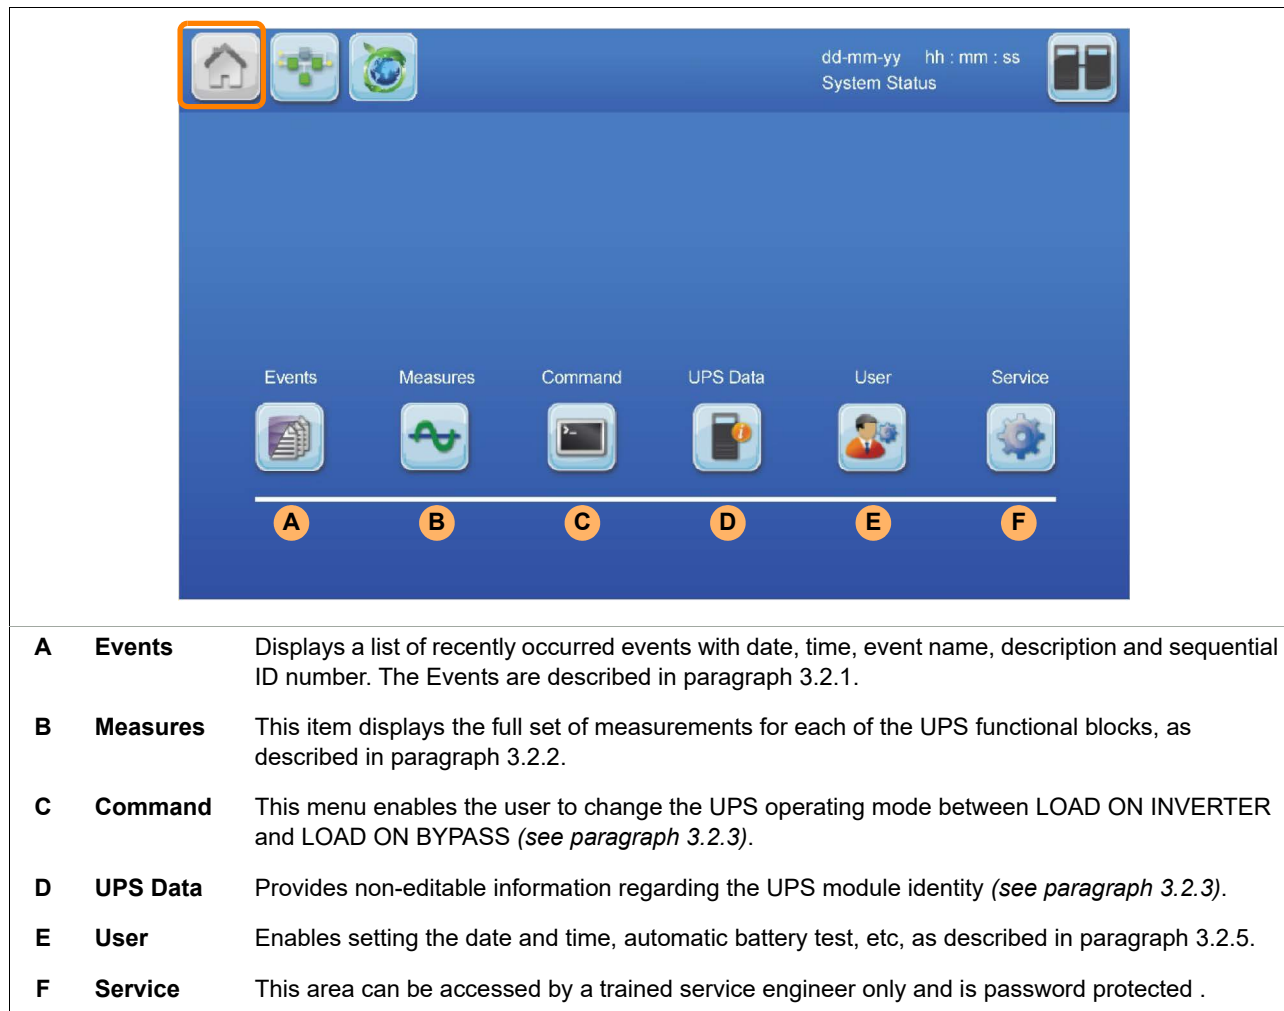 dd-mm-yy hh : mm : ss
System Status
Events Measures Command UPS Data User Service
A B C D E F
A Events Displays a list of recently occurred events with date, time, event name, description and sequential
ID number. The Events are described in paragraph 3.2.1.
B Measures This item displays the full set of measurements for each of the UPS functional blocks, as
described in paragraph 3.2.2.
C Command This menu enables the user to change the UPS operating mode between LOAD ON INVERTER
and LOAD ON BYPASS (see paragraph 3.2.3).
D UPS Data Provides non-editable information regarding the UPS module identity (see paragraph 3.2.3).
E User Enables setting the date and time, automatic battery test, etc, as described in paragraph 3.2.5.
F Service This area can be accessed by a trained service engineer only and is password protected .